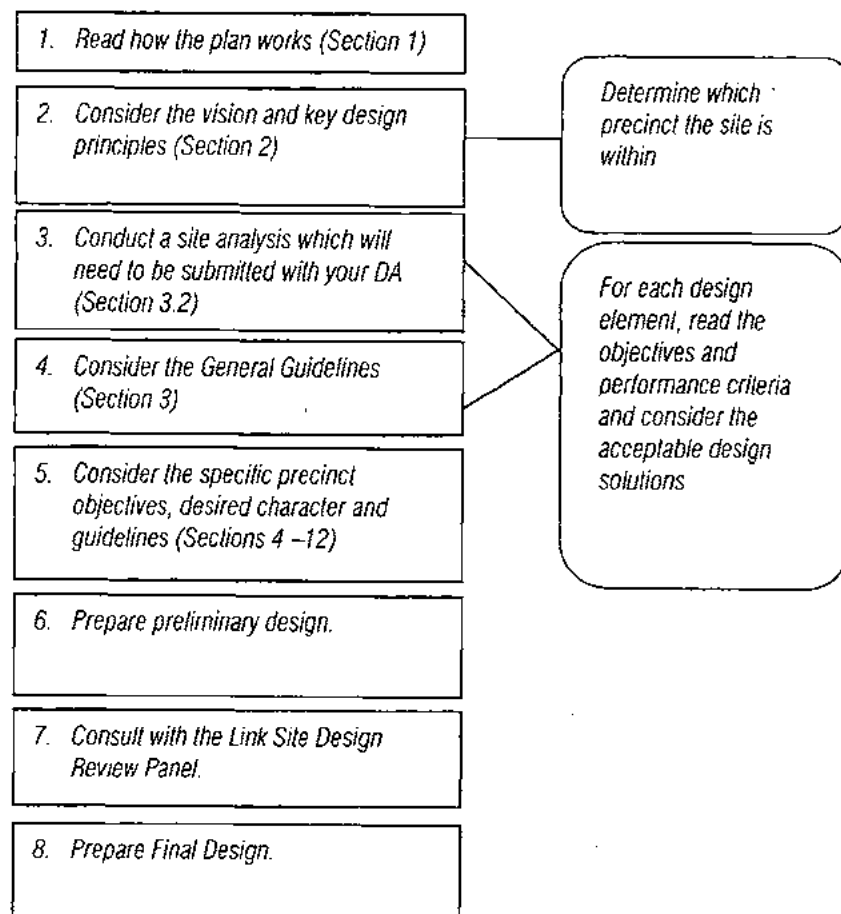 1. Read how the plan works (Section 1)
2. Consider the vision and key design
principles (Section 2)
Determine which
precinct the site is
within
3. Conduct a site analysis which will
need to be submitted with your DA
(Section 3.2)
4. Consider the General Guidelines
(Section 3)
For each design
element, read the
objectives and
performance criteria
and consider the
acceptable design
solutions
5. Consider the specific precinct
objectives, desired character and
guidelines (Sections 4 –12)
6. Prepare preliminary design.
7. Consult with the Link Site Design
Review Panel.
8. Prepare Final Design.